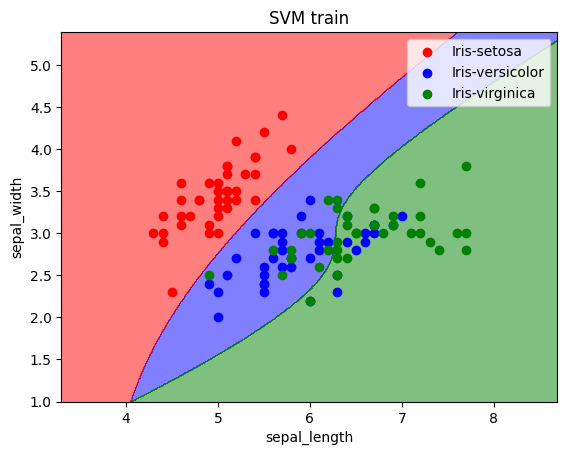 SVM train
Iris-setosa
Iris-versicolor
Iris-virginica
sepal_width
5.0
4.5
4.0
3.5
3.0
2.5
2.0
1.5
1.0
4 5 6 7 8
sepal_length